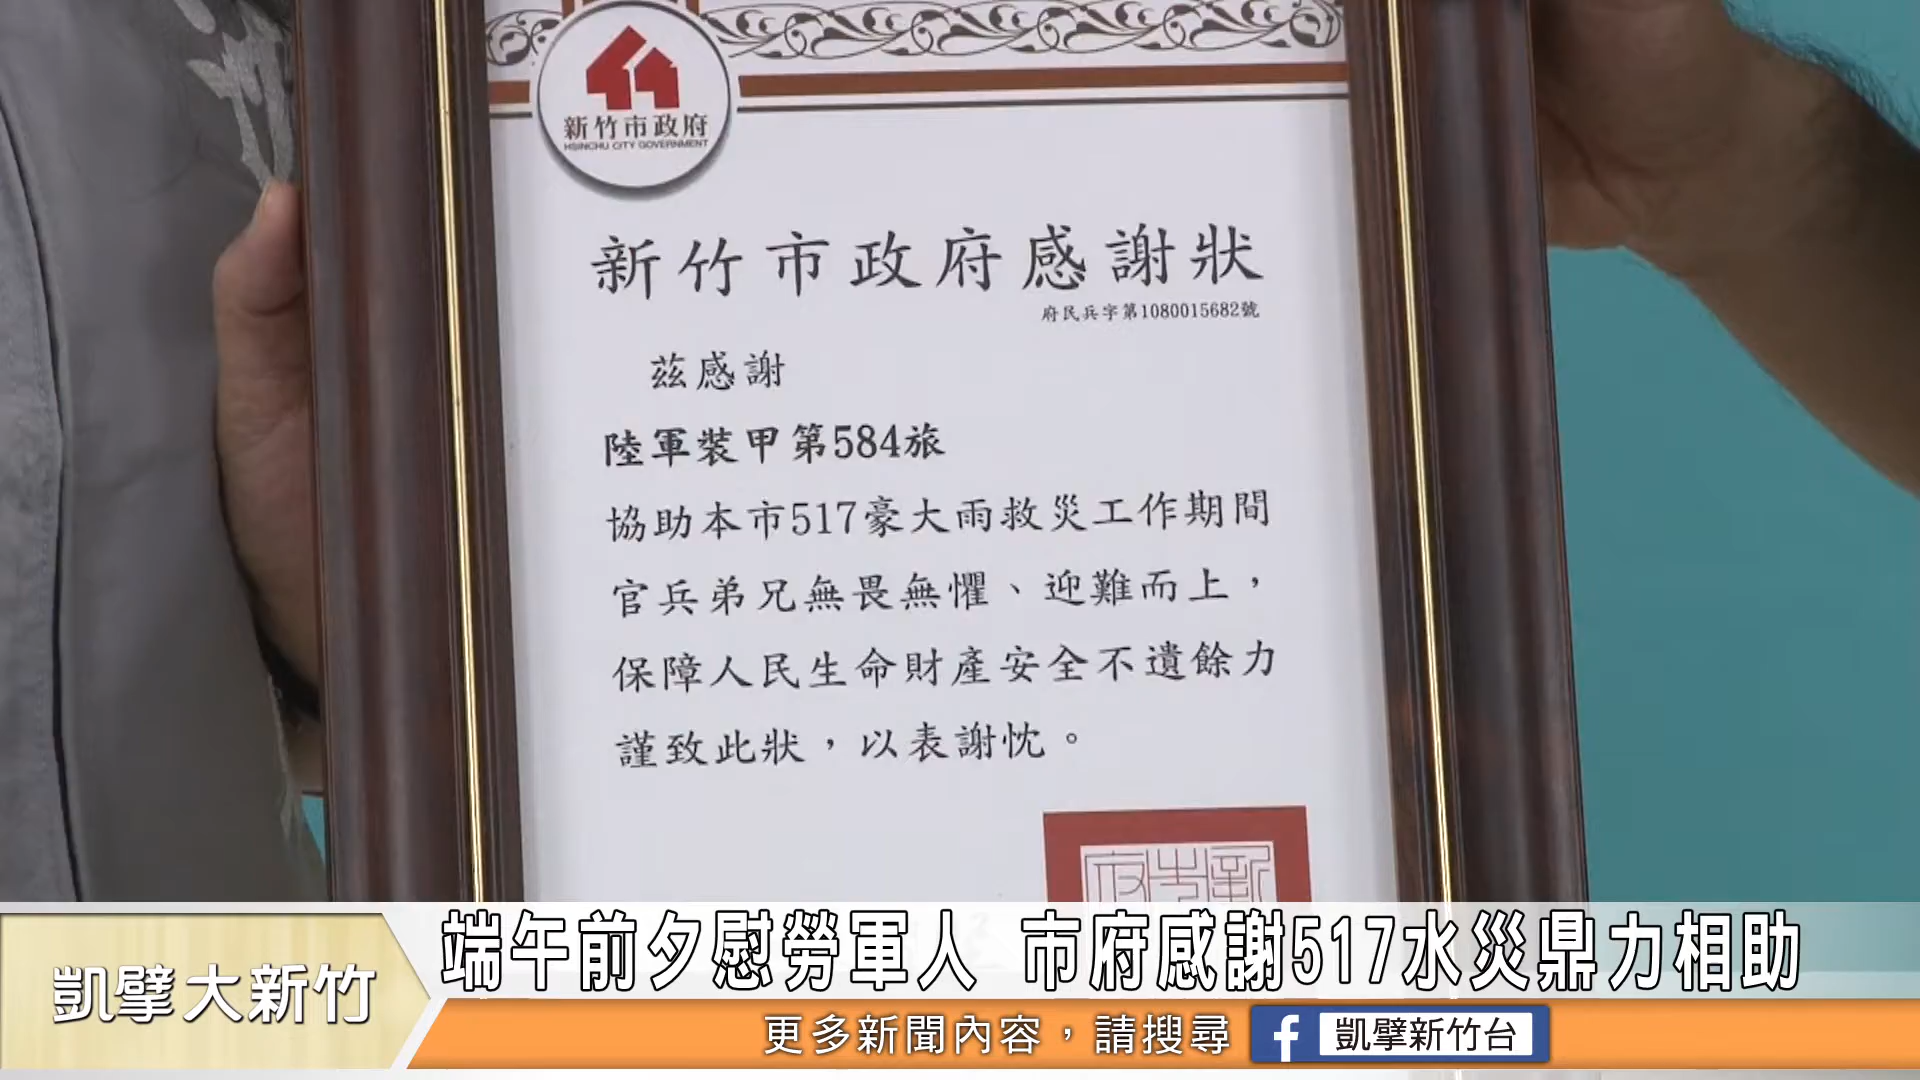 新竹市政府
HSINCHU CITY GOVERNMENT
新竹市政府感謝狀
府民兵字第1080015682號
茲感謝
陸軍裝甲第584旅
協助本市517豪大雨救災工作期間
官兵弟兄無畏無懼、迎難而上，
保障人民生命財產安全不遺餘力
謹致此狀，以表謝忱。
端午前夕慰勞軍人 市府感謝517水災鼎力相助
凱擘大新竹
更多新聞內容，請搜尋 f 凱擘新竹台